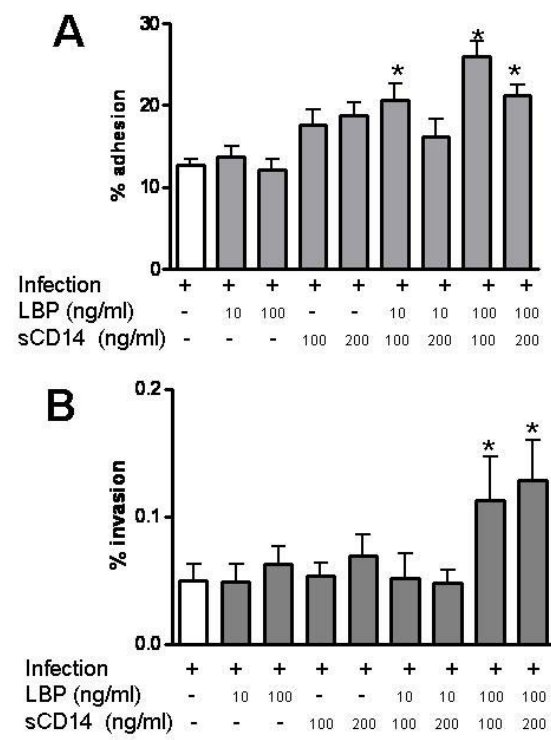 A
30
20
10
0
% adhesion
* * *
Infection + + + + + + + + +
LBP (ng/ml) - 10 100 - - 10 10 100 100
sCD14 (ng/ml) - - - 100 200 100 200 100 200
B
0.2
0.1
0.0
% invasion
* *
Infection + + + + + + + + +
LBP (ng/ml) - 10 100 - - 10 10 100 100
sCD14 (ng/ml) - - - 100 200 100 200 100 200